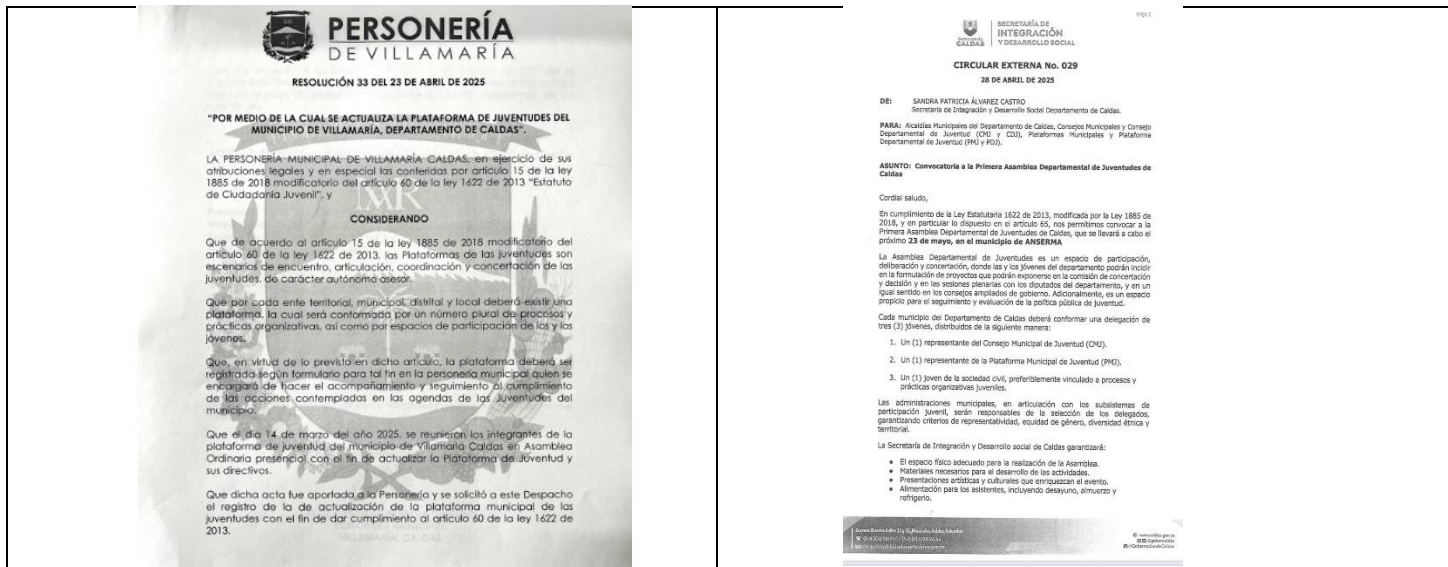 PERSONERÍA
DE VILLAMARÍA
RESOLUCIÓN 33 DEL 23 DE ABRIL DE 2025
"POR MEDIO DE LA CUAL SE ACTUALIZA LA PLATAFORMA DE JUVENTUDES DEL
MUNICIPIO DE VILLAMARÍA, DEPARTAMENTO DE CALDAS".
LA PERSONERÍA MUNICIPAL DE VILLAMARÍA CALDAS, en ejercicio de sus
atribuciones legales y en especial las contenidas por artículo 15 de la ley
1885 de 2018 modificatorio del artículo 60 de la ley 1622 de 2013 "Estatuto
de Ciudadanía Juvenil", y
CONSIDERANDO
Que de acuerdo al artículo 15 de la ley 1885 de 2018 modificatorio del
artículo 60 de la ley 1622 de 2013, las Plataformas de las juventudes son
escenarios de encuentro, articulación, coordinación y concertación de las
juventudes, de carácter autónomo asesor.
Que por cada ente territorial, municipal, distrital y local deberá existir una
plataforma, la cual será conformada por un número plural de procesos y
prácticas organizativas, así como por espacios de participación de los y las
jóvenes.
Que, en virtud de lo previsto en dicho artículo, la plataforma deberá ser
registrada según formulario para tal fin en la personería municipal quien se
encargará de hacer el acompañamiento y seguimiento al cumplimiento
de las acciones contempladas en las agendas de las Juventudes del
municipio.
Que el día 14 de marzo del año 2025, se reunieron los integrantes de la
plataforma de juventud del municipio de Villamaría Caldas en Asamblea
Ordinaria presencial con el fin de actualizar la Plataforma de Juventud y
sus directivos.
Que dicha acta fue aportada a la Personería y se solicitó a este Despacho
el registro de la de actualización de la plataforma municipal de las
juventudes con el fin de dar cumplimiento al artículo 60 de la ley 1622 de
2013.
CALDAS
SECRETARÍA DE
INTEGRACIÓN
Y DESARROLLO SOCIAL
CIRCULAR EXTERNA No. 029
28 DE ABRIL DE 2025
DE: SANDRA PATRICIA ÁLVAREZ CASTRO
Secretaria de Integración y Desarrollo Social Departamento de Caldas.
PARA: Alcaldías Municipales del Departamento de Caldas, Consejos Municipales y Consejo
Departamental de Juventud (CMJ y CDJ), Plataformas Municipales y Plataforma
Departamental de Juventud (PMJ y PDJ).
ASUNTO: Convocatoria a la Primera Asamblea Departamental de Juventudes de
Caldas
Cordial saludo,
En cumplimiento de la Ley Estatutaria 1622 de 2013, modificada por la Ley 1885 de
2018, y en particular lo dispuesto en el artículo 65, nos permitimos convocar a la
Primera Asamblea Departamental de Juventudes de Caldas, que se llevará a cabo el
próximo 23 de mayo, en el municipio de ANSERMA
La Asamblea Departamental de Juventudes es un espacio de participación,
deliberación y concertación, donde las y los jóvenes del departamento podrán incidir
en la formulación de proyectos que podrán exponerse en la comisión de concertación
y decisión y en las sesiones plenarias con los diputados del departamento, y en un
igual sentido en los consejos ampliados de gobierno. Adicionalmente, es un espacio
propicio para el seguimiento y evaluación de la política pública de juventud.
Cada municipio del Departamento de Caldas deberá conformar una delegación de
tres (3) jóvenes, distribuidos de la siguiente manera:
1. Un (1) representante del Consejo Municipal de Juventud (CMJ).
2. Un (1) representante de la Plataforma Municipal de Juventud (PMJ).
3. Un (1) joven de la sociedad civil, preferiblemente vinculado a procesos y
prácticas organizativas juveniles.
Las administraciones municipales, en articulación con los subsistemas de
participación juvenil, serán responsables de la selección de los delegados,
garantizando criterios de representatividad, equidad de género, diversidad étnica y
territorial.
La Secretaría de Integración y Desarrollo social de Caldas garantizará:
• El espacio físico adecuado para la realización de la Asamblea.
• Materiales necesarios para el desarrollo de las actividades.
• Presentaciones artísticas y culturales que enriquezcan el evento.
• Alimentación para los asistentes, incluyendo desayuno, almuerzo y
refrigerio.